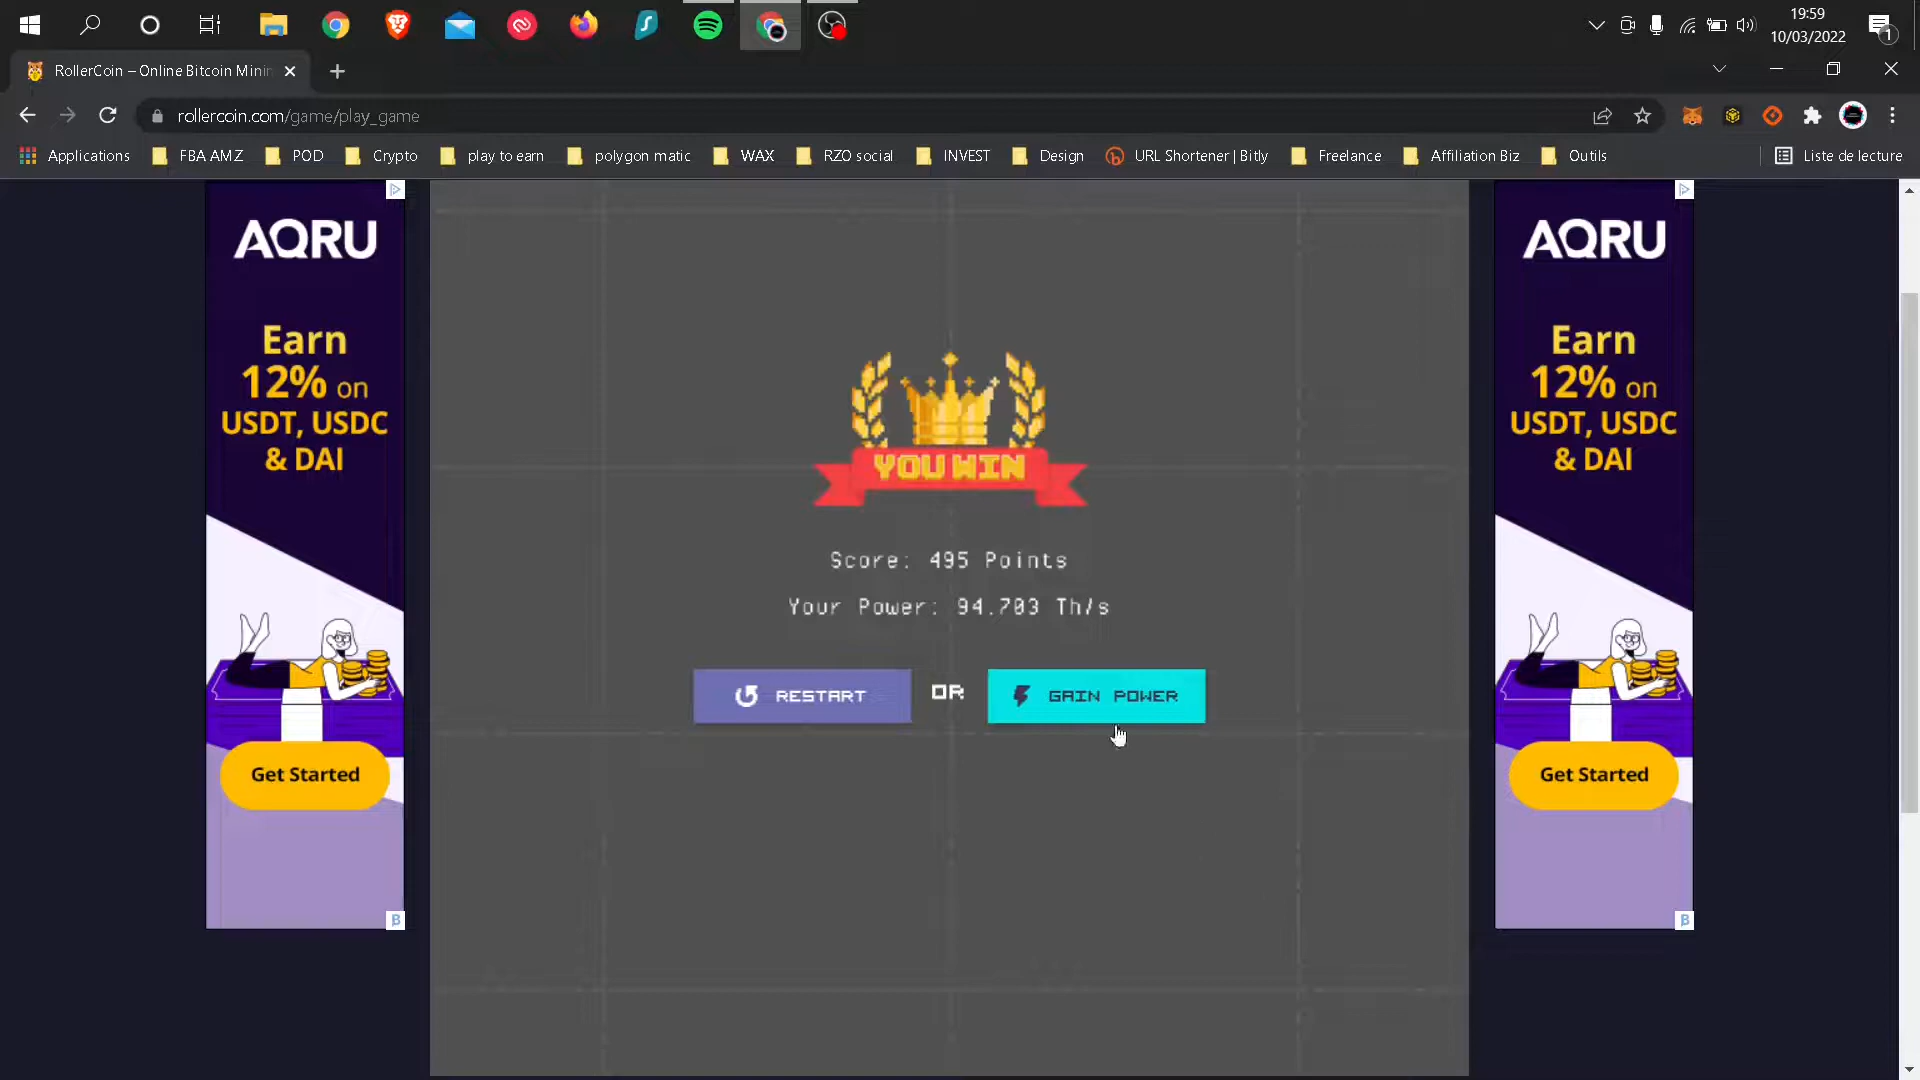 19:59
10/03/2022
1
RollerCoin – Online Bitcoin Minin
rollercoin.com/game/play_game
Applications
FBA AMZ
POD
Crypto
play to earn
polygon matic
WAX
RZO social
INVEST
Design
URL Shortener | Bitly
Freelance
Affiliation Biz
Outils
Liste de lecture
AQRU
Earn
12% on
USDT, USDC
& DAI
Get Started
YOU WIN
Score: 495 Points
Your Power: 94.703 Th/s
RESTART
OR
GAIN POWER
AQRU
Earn
12% on
USDT, USDC
& DAI
Get Started